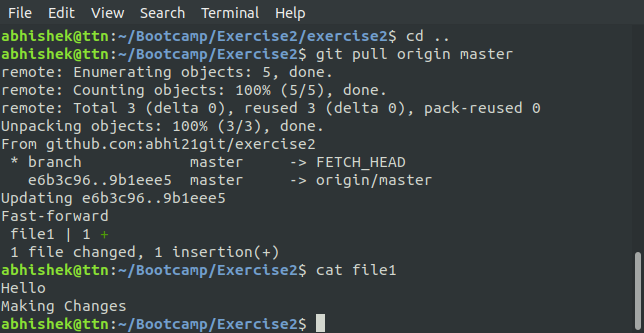 File Edit View Search Terminal Help
abhishek@ttn:~/Bootcamp/Exercise2/exercise2$ cd ..
abhishek@ttn:~/Bootcamp/Exercise2$ git pull origin master
remote: Enumerating objects: 5, done.
remote: Counting objects: 100% (5/5), done.
remote: Total 3 (delta 0), reused 3 (delta 0), pack-reused 0
Unpacking objects: 100% (3/3), done.
From github.com:abhi21git/exercise2
 * branch            master     -> FETCH_HEAD
   e6b3c96..9b1eee5  master     -> origin/master
Updating e6b3c96..9b1eee5
Fast-forward
 file1 | 1 +
 1 file changed, 1 insertion(+)
abhishek@ttn:~/Bootcamp/Exercise2$ cat file1
Hello
Making Changes
abhishek@ttn:~/Bootcamp/Exercise2$